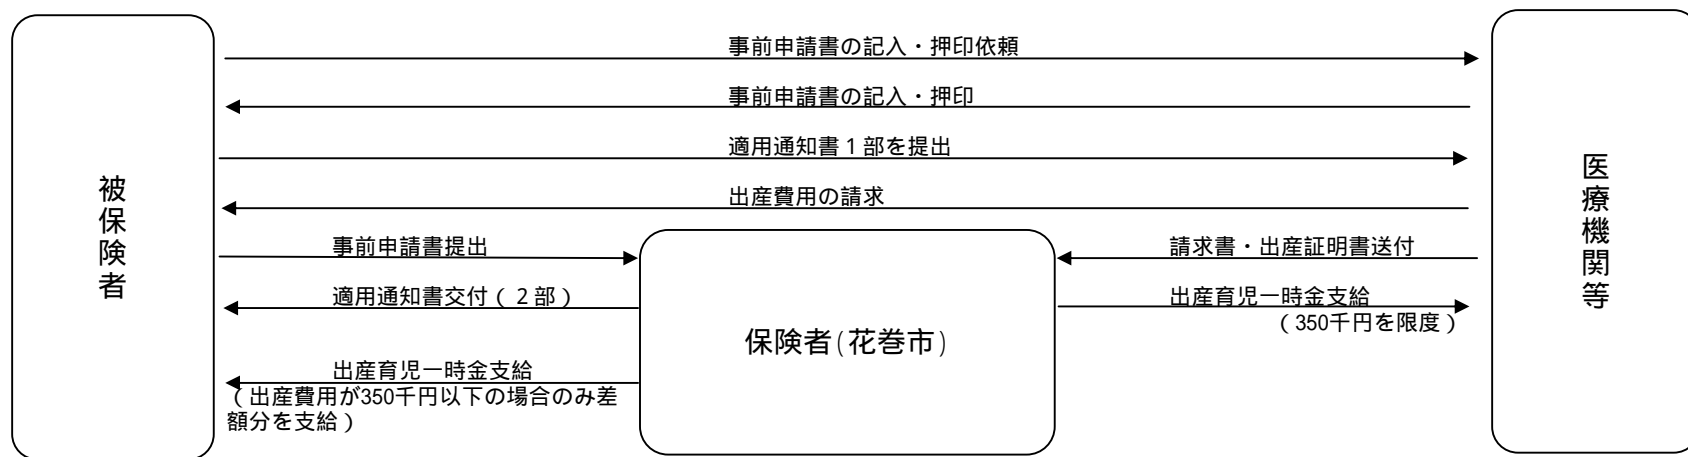 事前申請書の記入・押印依頼
事前申請書の記入・押印
適用通知書1部を提出
出産費用の請求
被保険者
医療機関等
事前申請書提出
請求書・出産証明書送付
適用通知書交付(2部)
出産育児一時金支給
(350千円を限度)
保険者(花巻市)
出産育児一時金支給
(出産費用が350千円以下の場合のみ差
額分を支給)